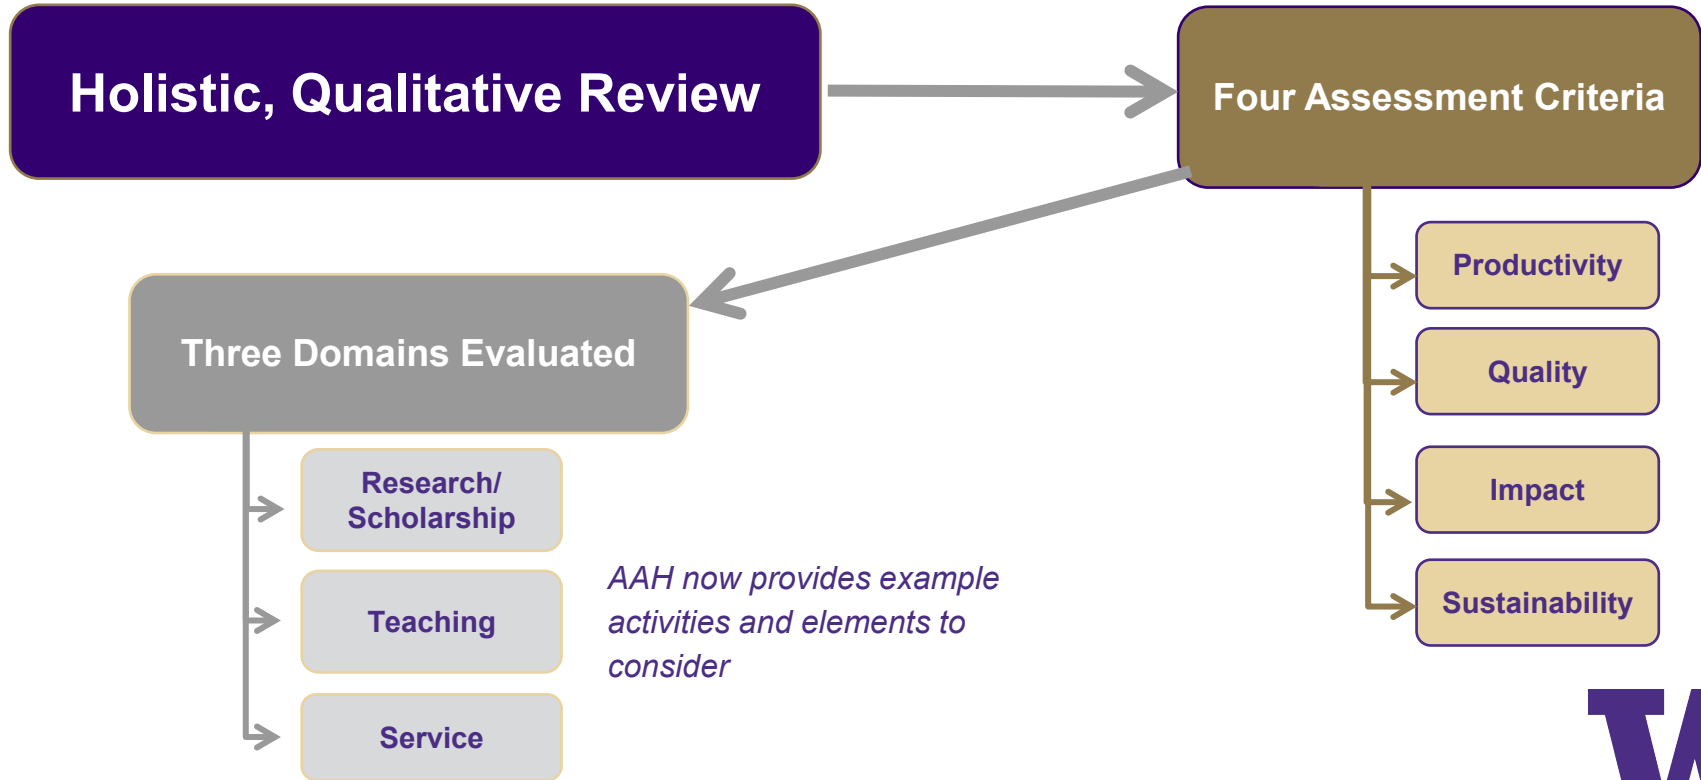 Holistic, Qualitative Review
Four Assessment Criteria
Productivity
Quality
Impact
Sustainability
Three Domains Evaluated
Research/
Scholarship
Teaching
Service
AAH now provides example
activities and elements to
consider
W